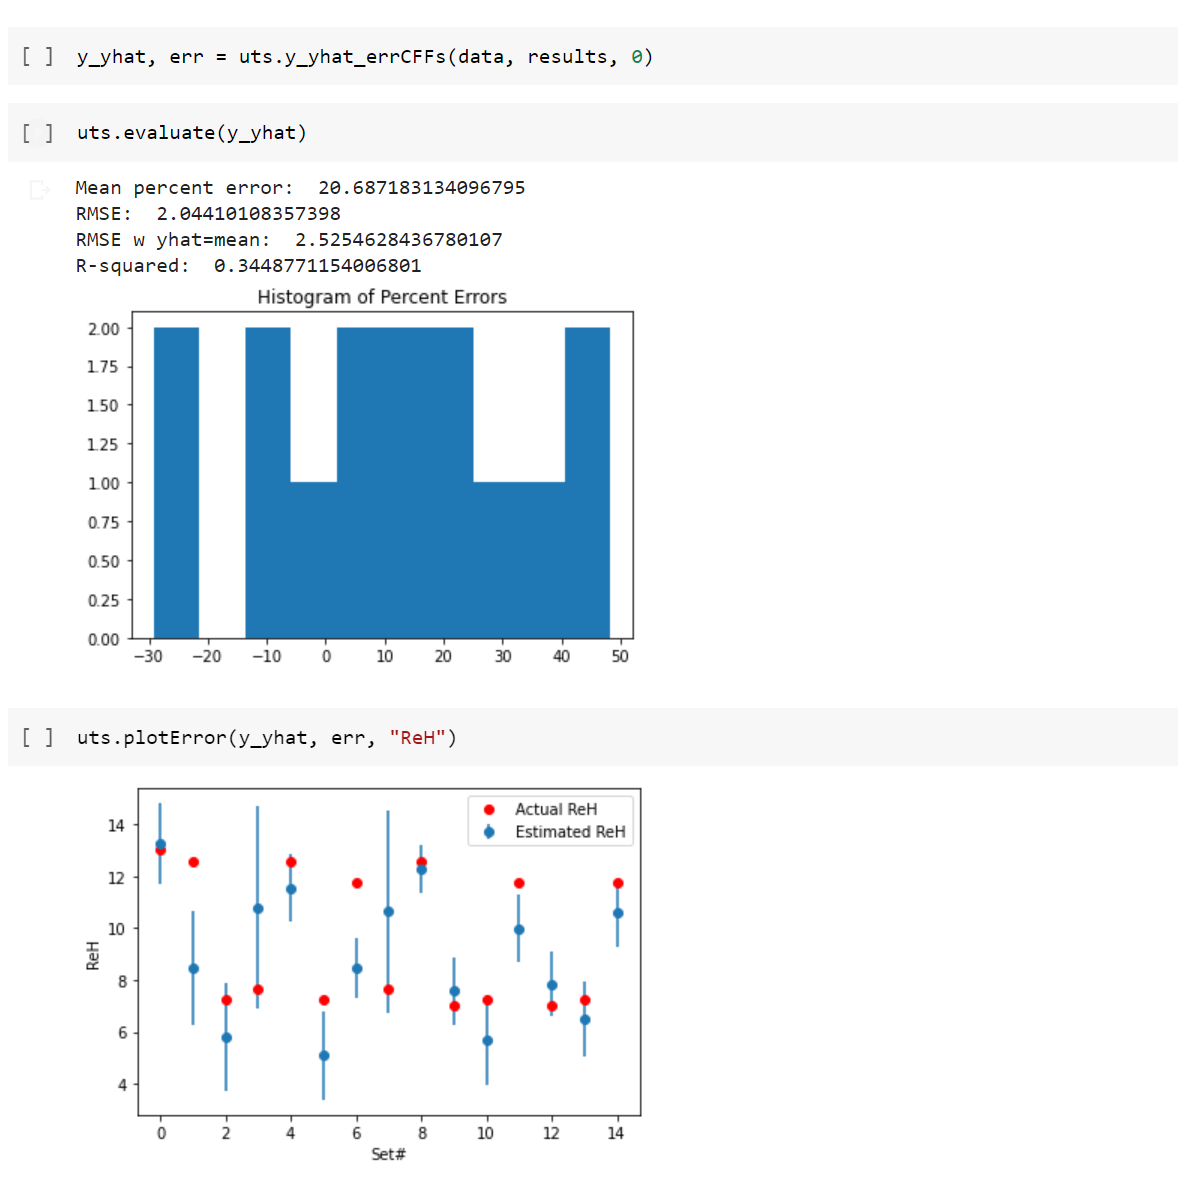 [ ] y_yhat, err = uts.y_yhat_errCFFs(data, results, 0)
[ ] uts.evaluate(y_yhat)
Mean percent error:  20.687183134096795
RMSE:  2.04410108357398
RMSE w yhat=mean:  2.5254628436780107
R-squared:  0.3448771154006801
Histogram of Percent Errors
2.00
1.75
1.50
1.25
1.00
0.75
0.50
0.25
0.00
−30 −20 −10 0 10 20 30 40 50
[ ] uts.plotError(y_yhat, err, "ReH")
Actual ReH
Estimated ReH
14
12
10
8
6
4
ReH
0 2 4 6 8 10 12 14
Set#